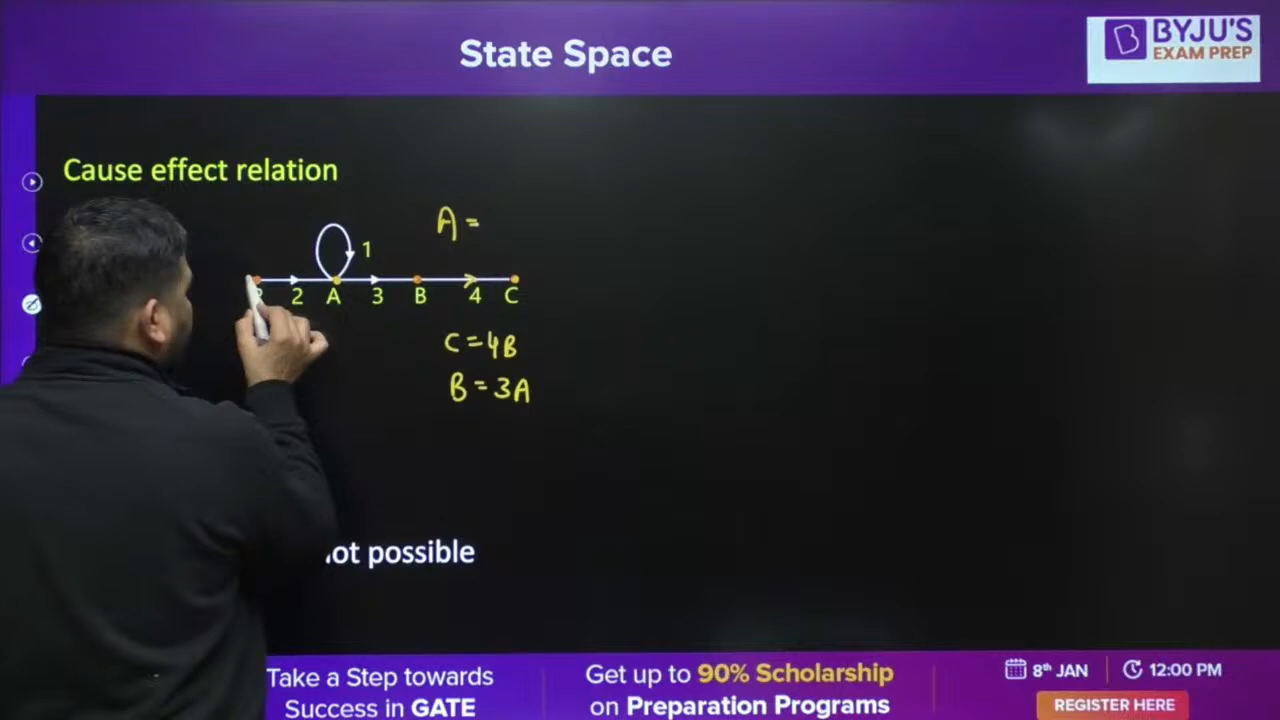 State Space
BYJU'S
EXAM PREP
Cause effect relation
A =
1
2 A 3 B 4 C
C = 4B
B = 3A
possible
Take a Step towards
Success in GATE
Get up to 90% Scholarship
on Preparation Programs
8th JAN
12:00 PM
REGISTER HERE